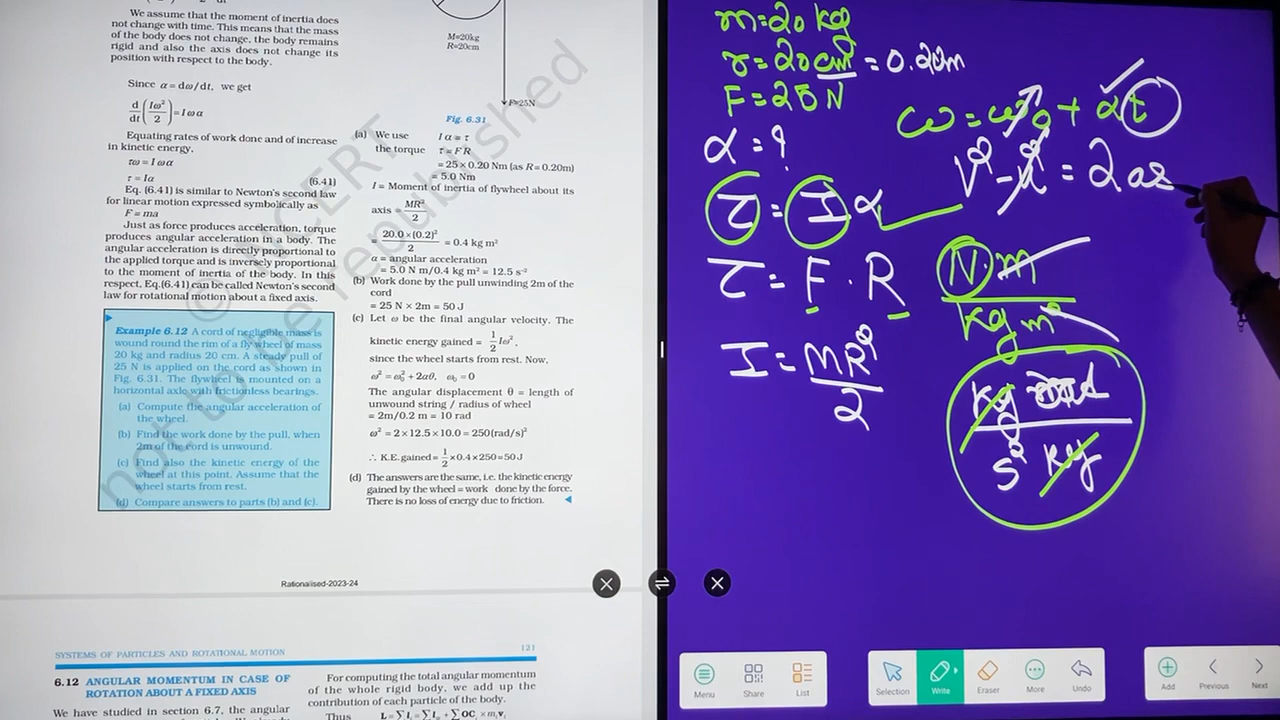 We assume that the moment of inertia does
not change with time. This means that the mass
of the body does not change, the body remains
rigid and also the axis does not change its
position with respect to the body.
Since α = dω/dt, we get
d/dt (Iω²/2) = I ω α
Equating rates of work done and increase
in kinetic energy,
τω = I ω α
τ = Iα (6.41)
Eq. (6.41) is similar to Newton's second law
for linear motion expressed symbolically as
F = ma
Just as force produces acceleration, torque
produces angular acceleration in a body. The
angular acceleration is directly proportional to
the applied torque and is inversely proportional
to the moment of inertia of the body. In this
respect, Eq.(6.41) can be called Newton's second
law for rotational motion about a fixed axis.
Example 6.12 A cord of negligible mass is
wound round the rim of a fly wheel of mass
20 kg and radius 20 cm. A steady pull of
25 N is applied on the cord as shown in
Fig. 6.31. The flywheel is mounted on a
horizontal axle with frictionless bearings.
(a) Compute the angular acceleration of
the wheel.
(b) Find the work done by the pull, when
2m of the cord is unwound.
(c) Find also the kinetic energy of the
wheel at this point. Assume that the
wheel starts from rest.
(d) Compare answers to parts (b) and (c).
M=20kg
R=20cm
F=25N
Fig. 6.31
(a) We use I α = τ
the torque τ = F R
= 25 × 0.20 Nm (as R = 0.20m)
= 5.0 Nm
I = Moment of inertia of flywheel about its
axis = MR²/2
= 20.0 × (0.2)²/2 = 0.4 kg m²
α = angular acceleration
= 5.0 N m/0.4 kg m² = 12.5 s⁻²
(b) Work done by the pull unwinding 2m of the
cord
= 25 N × 2m = 50 J
(c) Let ω be the final angular velocity. The
kinetic energy gained = 1/2 Iω²,
since the wheel starts from rest. Now,
ω² = ω₀² + 2αθ, ω₀ = 0
The angular displacement θ = length of
unwound string / radius of wheel
= 2m/0.2 m = 10 rad
ω² = 2 × 12.5 × 10.0 = 250 (rad/s)²
∴ K.E. gained = 1/2 × 0.4 × 250 = 50 J
(d) The answers are the same, i.e. the kinetic energy
gained by the wheel = work done by the force.
There is no loss of energy due to friction.
© NCERT
not to be republished
Rationalised-2023-24
SYSTEMS OF PARTICLES AND ROTATIONAL MOTION 121
6.12 ANGULAR MOMENTUM IN CASE OF
ROTATION ABOUT A FIXED AXIS
We have studied in section 6.7, the angular
For computing the total angular momentum
of the whole rigid body, we add up the
contribution of each particle of the body.
Thus
m=20 kg
r=20cm = 0.20m
F=25N
α=?
τ = I α
τ = F . R
I = MR²/2
ω = ω0 + αt
V² - u² = 2 as
N.m
kg m²
kg
s² kg
Menu
Share
List
Selection
Write
Eraser
More
Undo
Add
Previous
Next